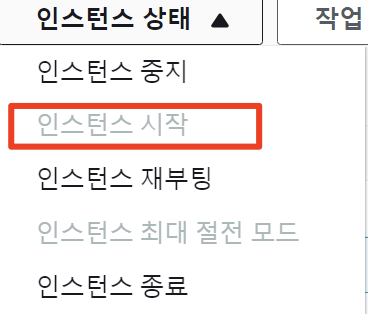 인스턴스 상태 ▲ 작업
인스턴스 중지
인스턴스 시작
인스턴스 재부팅
인스턴스 최대 절전 모드
인스턴스 종료